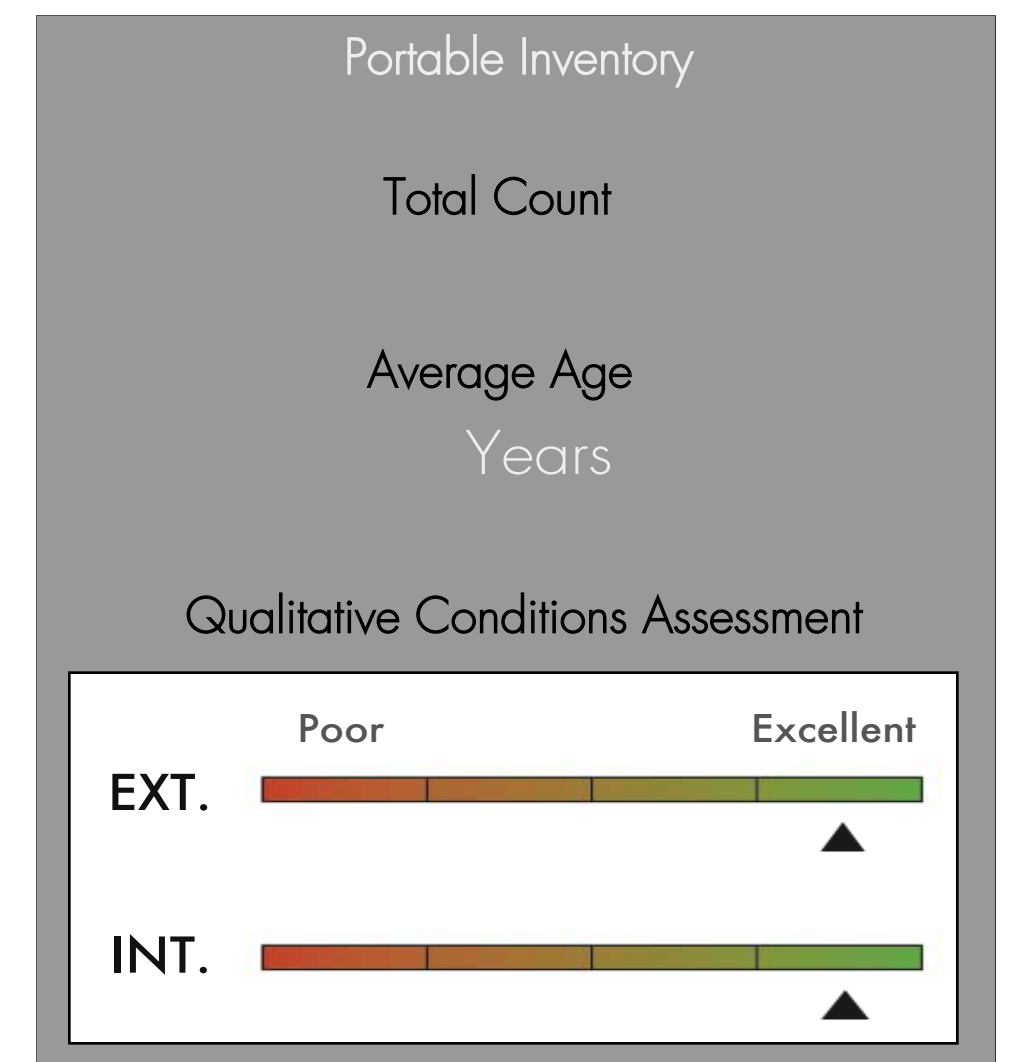 Portable Inventory
Total Count
Average Age
Years
Qualitative Conditions Assessment
Poor Excellent
EXT.
INT.